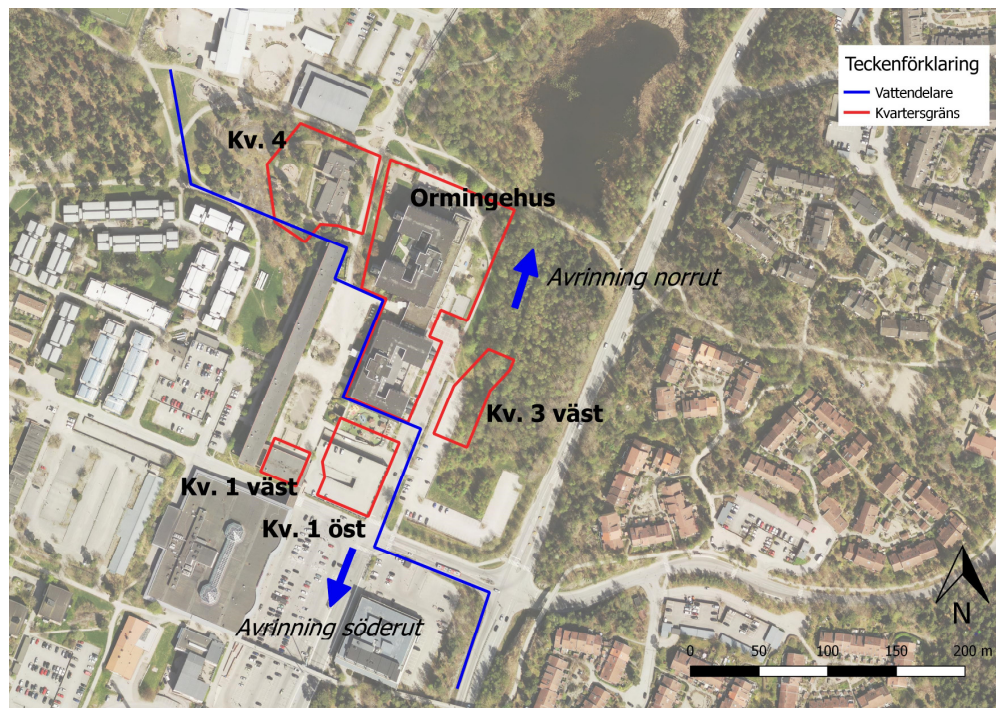 Teckenförklaring
Vattendelare
Kvartersgräns
Kv. 4
Ormingehus
Avrinning norrut
Kv. 3 väst
Kv. 1 väst
Kv. 1 öst
Avrinning söderut
N
0 50 100 150 200 m